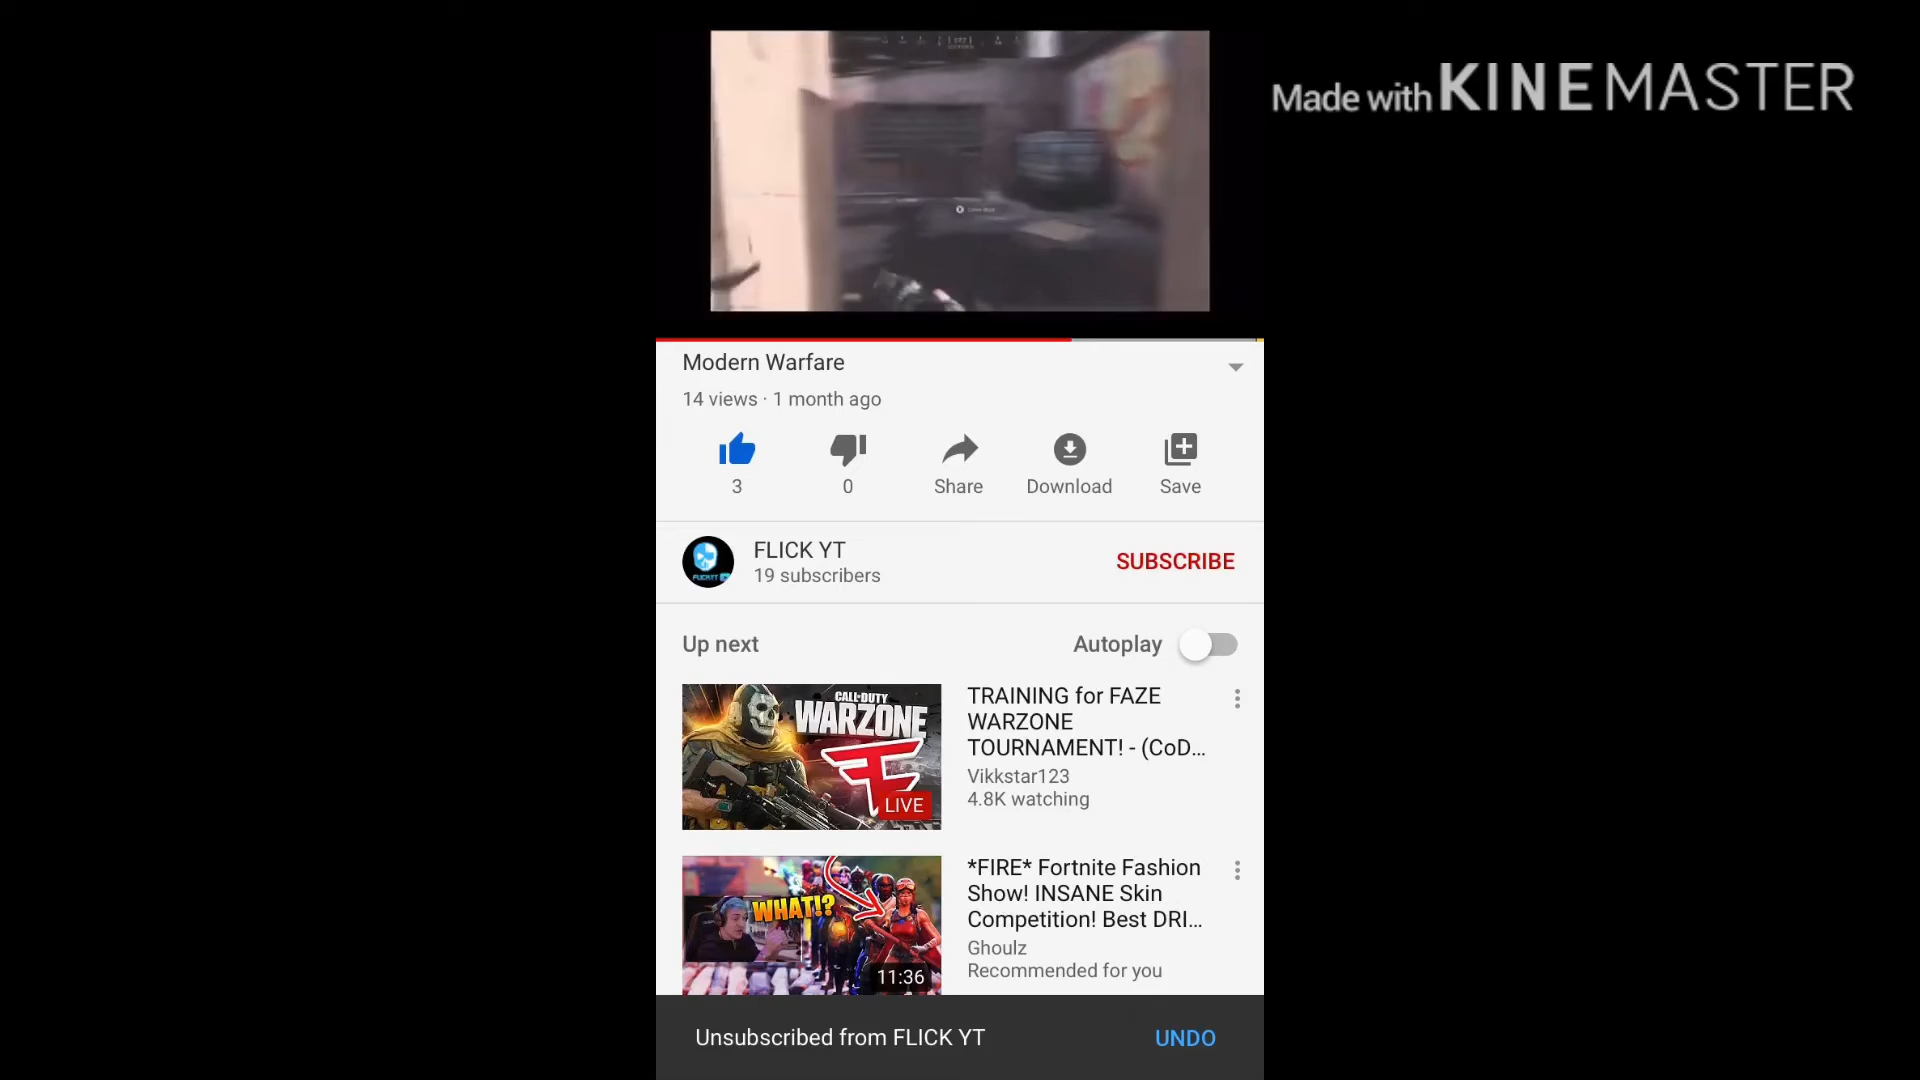 Made with KINEMASTER
Modern Warfare
14 views · 1 month ago
3
0
Share
Download
Save
FLICK YT
19 subscribers
SUBSCRIBE
Up next
Autoplay
CALL·DUTY
WARZONE
LIVE
TRAINING for FAZE
WARZONE
TOURNAMENT! - (CoD...
Vikkstar123
4.8K watching
WHAT!?
11:36
*FIRE* Fortnite Fashion
Show! INSANE Skin
Competition! Best DRI...
Ghoulz
Recommended for you
Unsubscribed from FLICK YT
UNDO